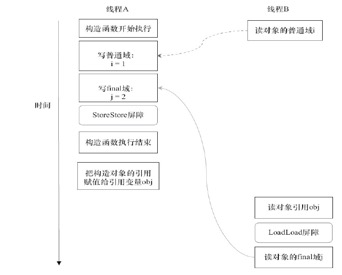 线程A
线程B
构造函数开始执行
读对象的普通域i
写普通域:
i = 1
写final域:
j = 2
StoreStore屏障
时间
构造函数执行结束
把构造对象的引用
赋值给引用变量obj
读对象引用obj
LoadLoad屏障
读对象的final域j